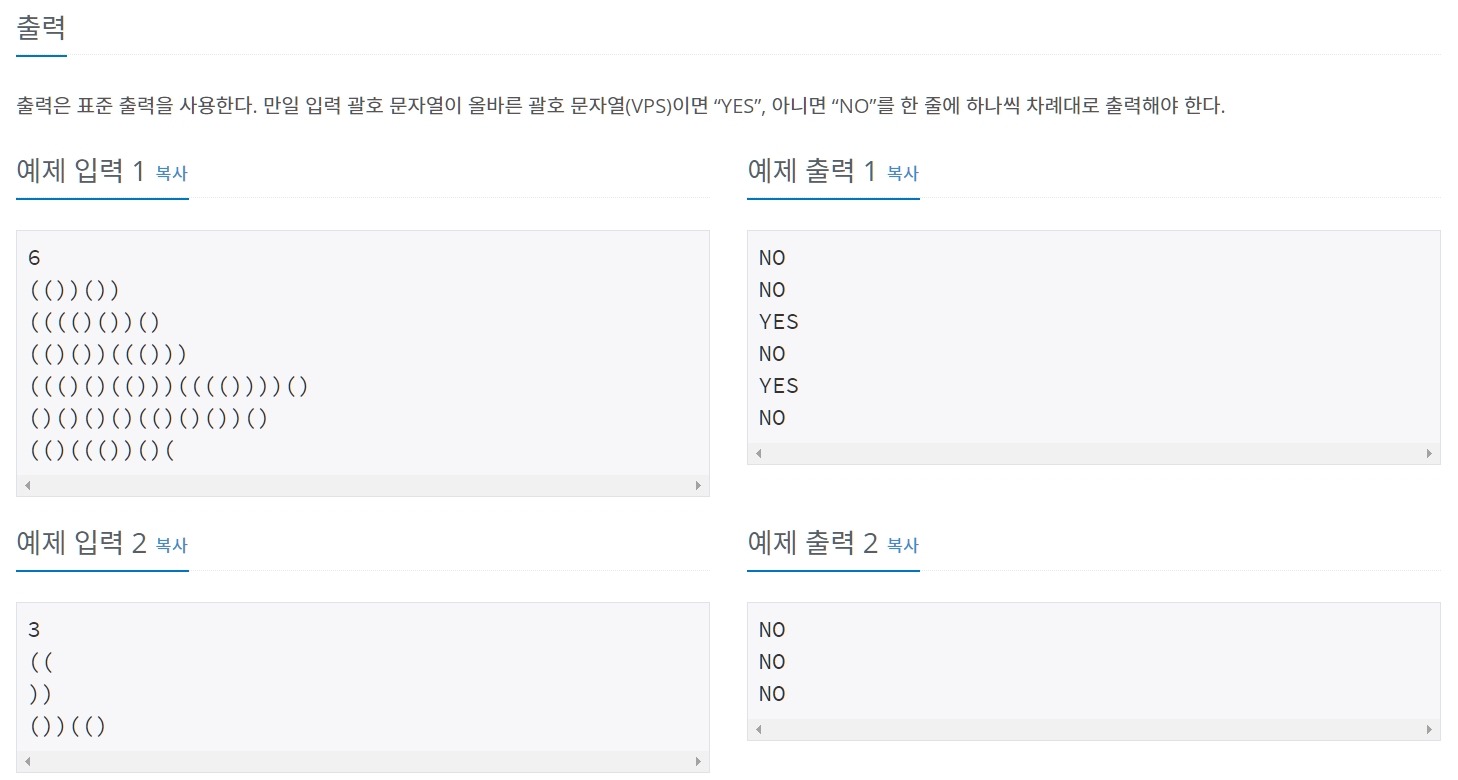 출력
출력은 표준 출력을 사용한다. 만일 입력 괄호 문자열이 올바른 괄호 문자열(VPS)이면 “YES”, 아니면 “NO”를 한 줄에 하나씩 차례대로 출력해야 한다.
예제 입력 1 복사
6
(())())
(((()())()
(()())((()))
((()()(()))(((())))()
()()()()(()()())()
(()((())()(
예제 출력 1 복사
NO
NO
YES
NO
YES
NO
예제 입력 2 복사
3
((
))
())(()
예제 출력 2 복사
NO
NO
NO